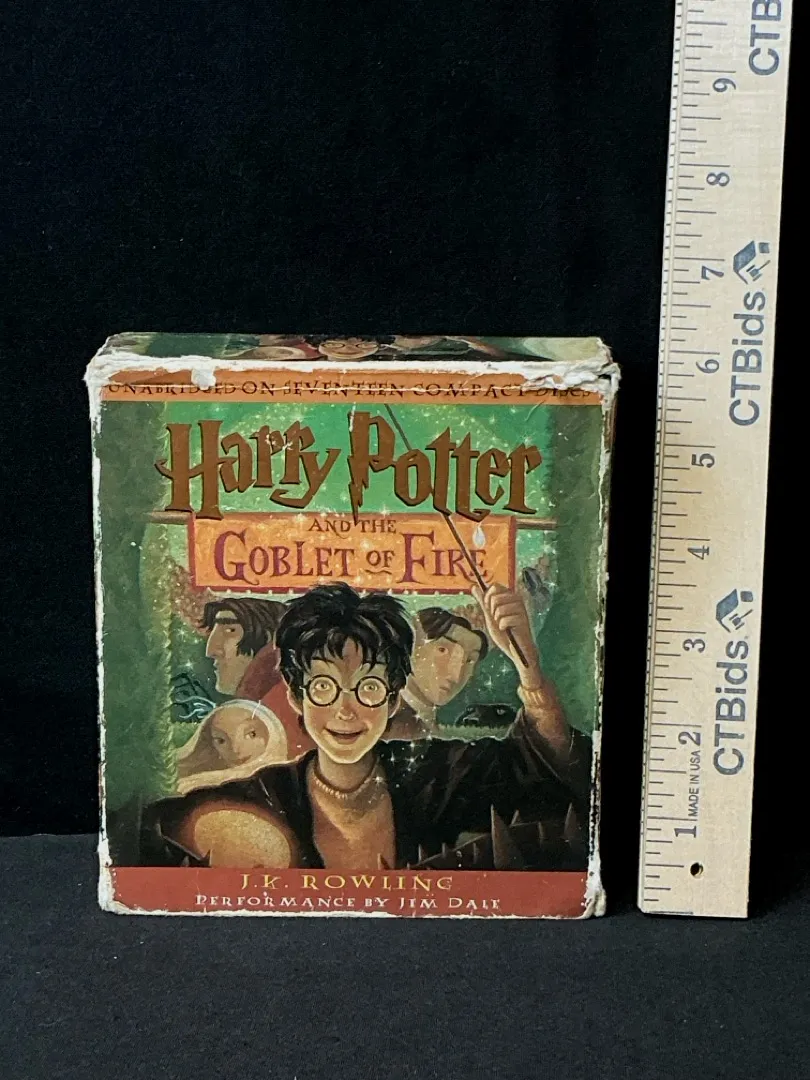 UNABRIDGED ON SEVENTEEN COMPACT DISCS
Harry Potter
AND THE
GOBLET OF FIRE
J.K. ROWLING
PERFORMANCE BY JIM DALE
CTB
9
8
7
CTBids
6
5
4
3
CTBids
2
MADE IN USA
1